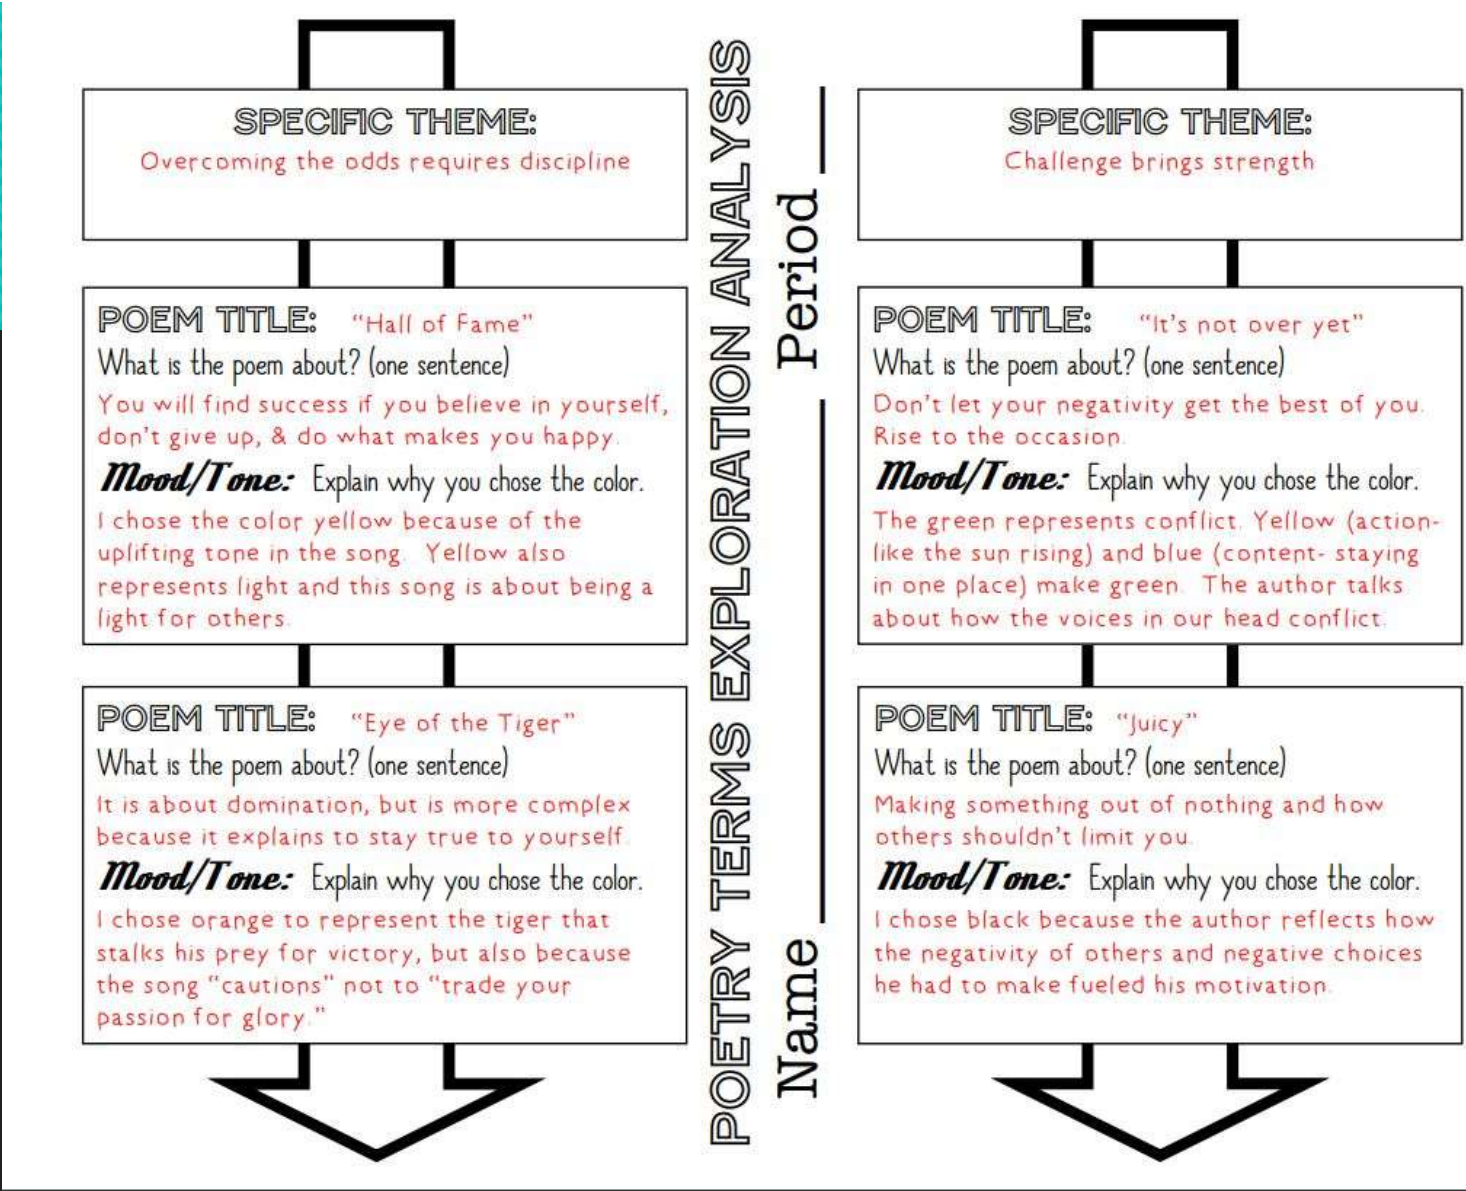 SPECIFIC THEME:
Overcoming the odds requires discipline
POEM TITLE: "Hall of Fame"
What is the poem about? (one sentence)
You will find success if you believe in yourself,
don't give up, & do what makes you happy.
Mood/Tone: Explain why you chose the color.
I chose the color yellow because of the
uplifting tone in the song. Yellow also
represents light and this song is about being a
light for others.
POEM TITLE: "Eye of the Tiger"
What is the poem about? (one sentence)
It is about domination, but is more complex
because it explains to stay true to yourself.
Mood/Tone: Explain why you chose the color.
I chose orange to represent the tiger that
stalks his prey for victory, but also because
the song "cautions" not to "trade your
passion for glory."
POETRY TERMS EXPLORATION ANALYSIS
Name ____________ Period ___
SPECIFIC THEME:
Challenge brings strength
POEM TITLE: "It's not over yet"
What is the poem about? (one sentence)
Don't let your negativity get the best of you.
Rise to the occasion.
Mood/Tone: Explain why you chose the color.
The green represents conflict. Yellow (action-
like the sun rising) and blue (content- staying
in one place) make green. The author talks
about how the voices in our head conflict.
POEM TITLE: "Juicy"
What is the poem about? (one sentence)
Making something out of nothing and how
others shouldn't limit you.
Mood/Tone: Explain why you chose the color.
I chose black because the author reflects how
the negativity of others and negative choices
he had to make fueled his motivation.